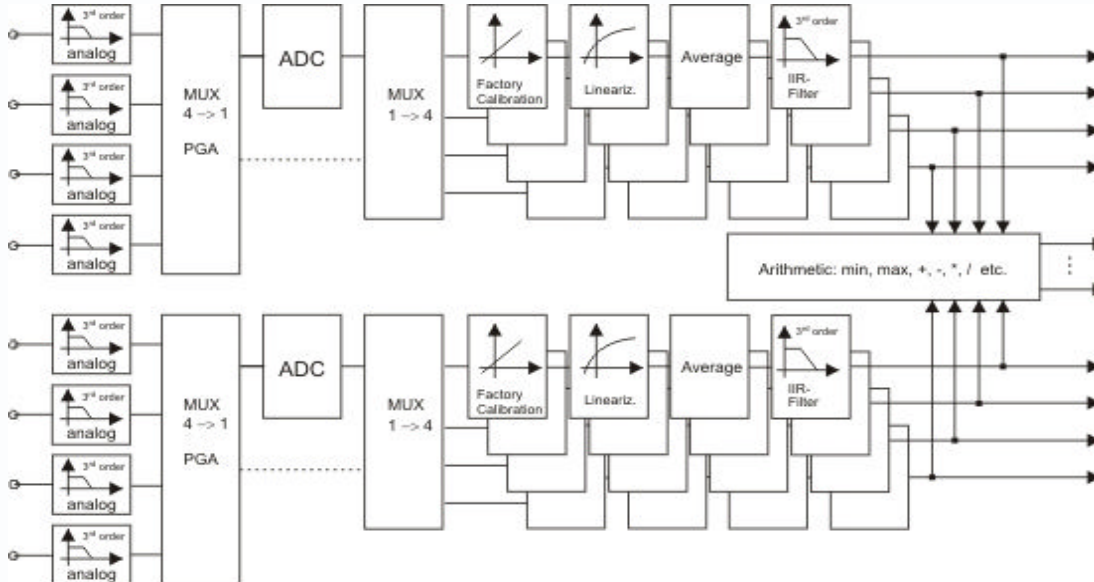 3rd order
analog
3rd order
analog
3rd order
analog
3rd order
analog
MUX
4 –> 1
PGA
ADC
MUX
1 –> 4
Factory
Calibration
Lineariz.
Average
3rd order
IIR-
Filter
Arithmetic: min, max, +, -, *, / etc.
3rd order
analog
3rd order
analog
3rd order
analog
3rd order
analog
MUX
4 –> 1
PGA
ADC
MUX
1 –> 4
Factory
Calibration
Lineariz.
Average
3rd order
IIR-
Filter